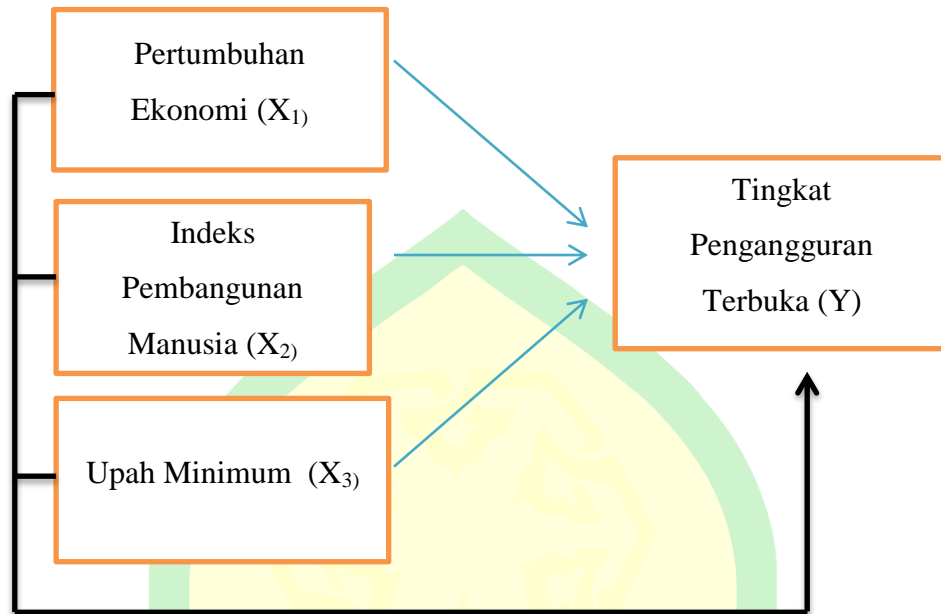 Pertumbuhan
Ekonomi (X₁₎
Indeks
Pembangunan
Manusia (X₂₎
Upah Minimum (X₃₎
Tingkat
Pengangguran
Terbuka (Y)